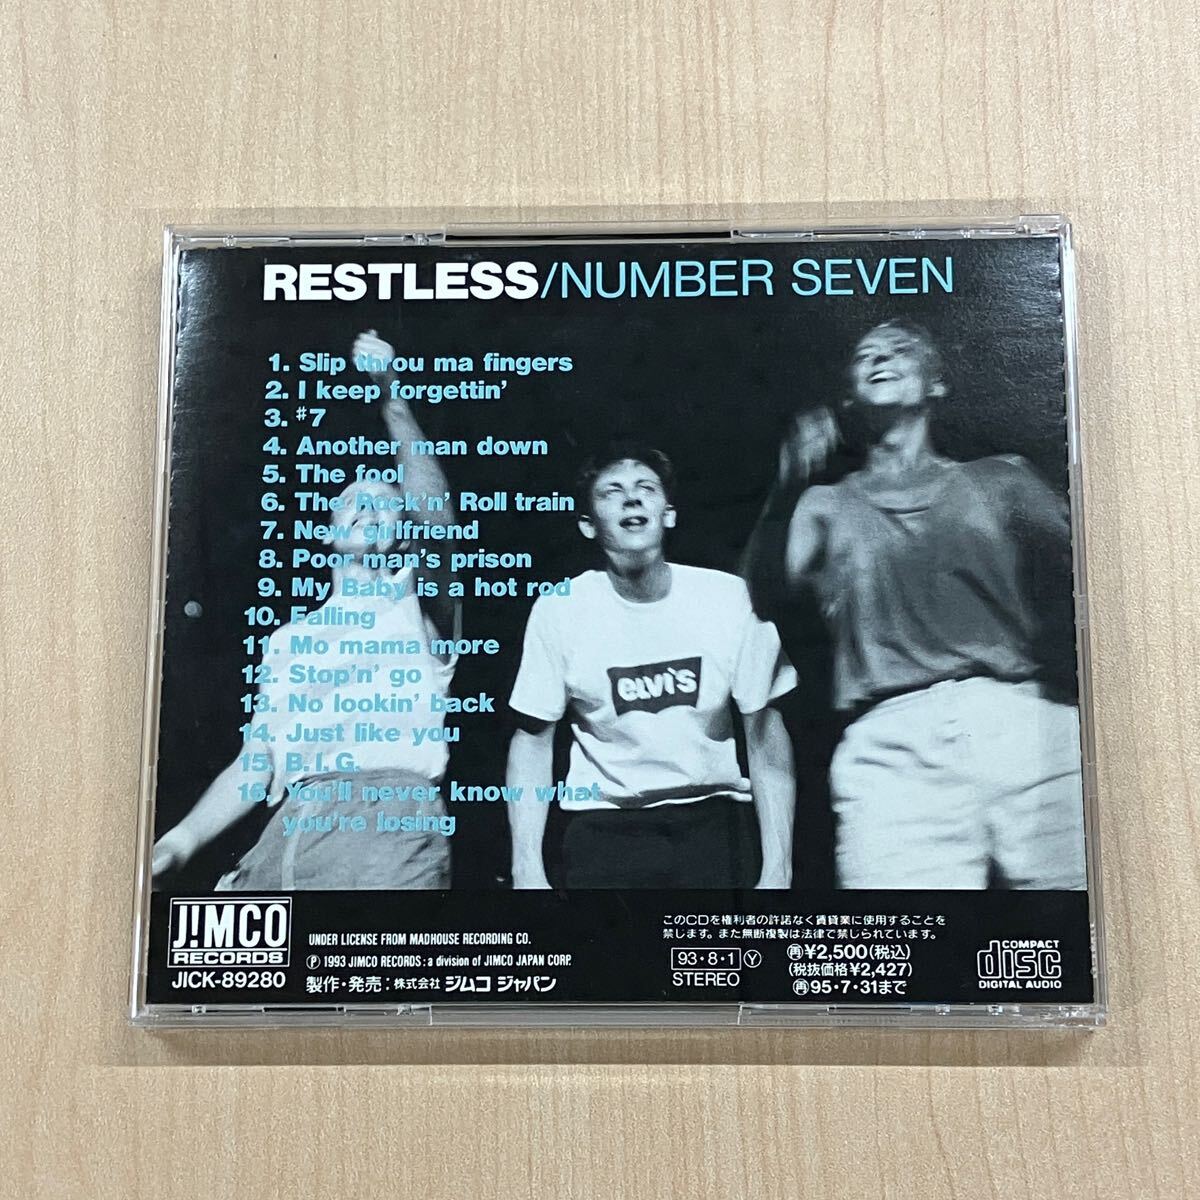 RESTLESS/NUMBER SEVEN
1. Slip throu ma fingers
2. I keep forgettin'
3. #7
4. Another man down
5. The fool
6. The Rock'n' Roll train
7. New girlfriend
8. Poor man's prison
9. My Baby is a hot rod
10. Falling
11. Mo mama more
12. Stop'n' go
13. No lookin' back
14. Just like you
15. B.I.G.
16. You'll never know what
you're losing
elvi's
J!MCO
RECORDS
JICK-89280
UNDER LICENSE FROM MADHOUSE RECORDING CO.
Ⓟ 1993 JIMCO RECORDS : a division of JIMCO JAPAN CORP.
製作・発売：株式会社 ジムコ ジャパン
このCDを権利者の許諾なく賃貸業に使用することを
禁じます。また無断複製は法律で禁じられています。
93・8・1 Ⓨ
STEREO
㊢¥2,500(税込)
(税抜価格¥2,427)
㊢95・7・31まで
COMPACT
disc
DIGITAL AUDIO